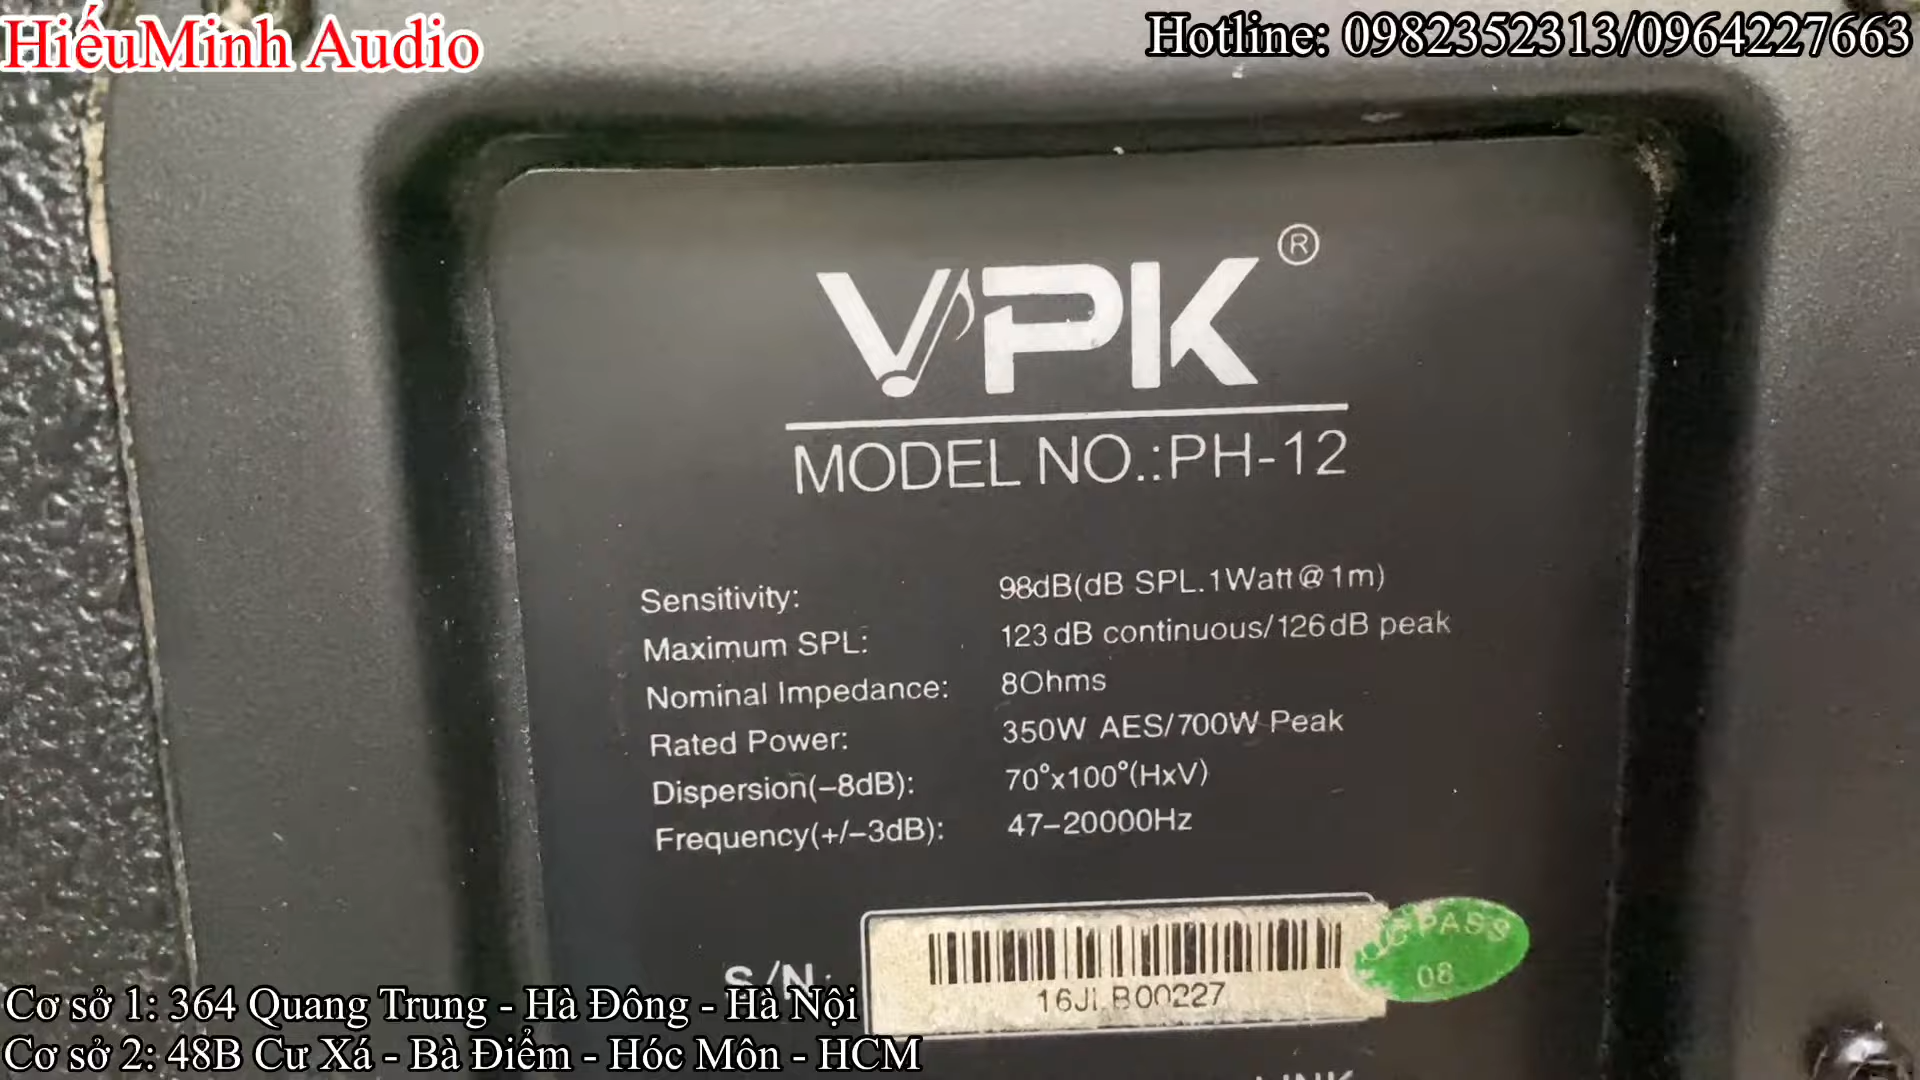 HiếuMinh Audio
Hotline: 0982352313/0964227663
VPK®
MODEL NO.:PH-12
Sensitivity: 98dB(dB SPL.1Watt@1m)
Maximum SPL: 123dB continuous/126dB peak
Nominal Impedance: 8Ohms
Rated Power: 350W AES/700W Peak
Dispersion(-8dB): 70°x100°(HxV)
Frequency(+/-3dB): 47-20000Hz
S/N:
PASS
08
Cơ sở 1: 364 Quang Trung - Hà Đông - Hà Nội
Cơ sở 2: 48B Cư Xá - Bà Điểm - Hóc Môn - HCM